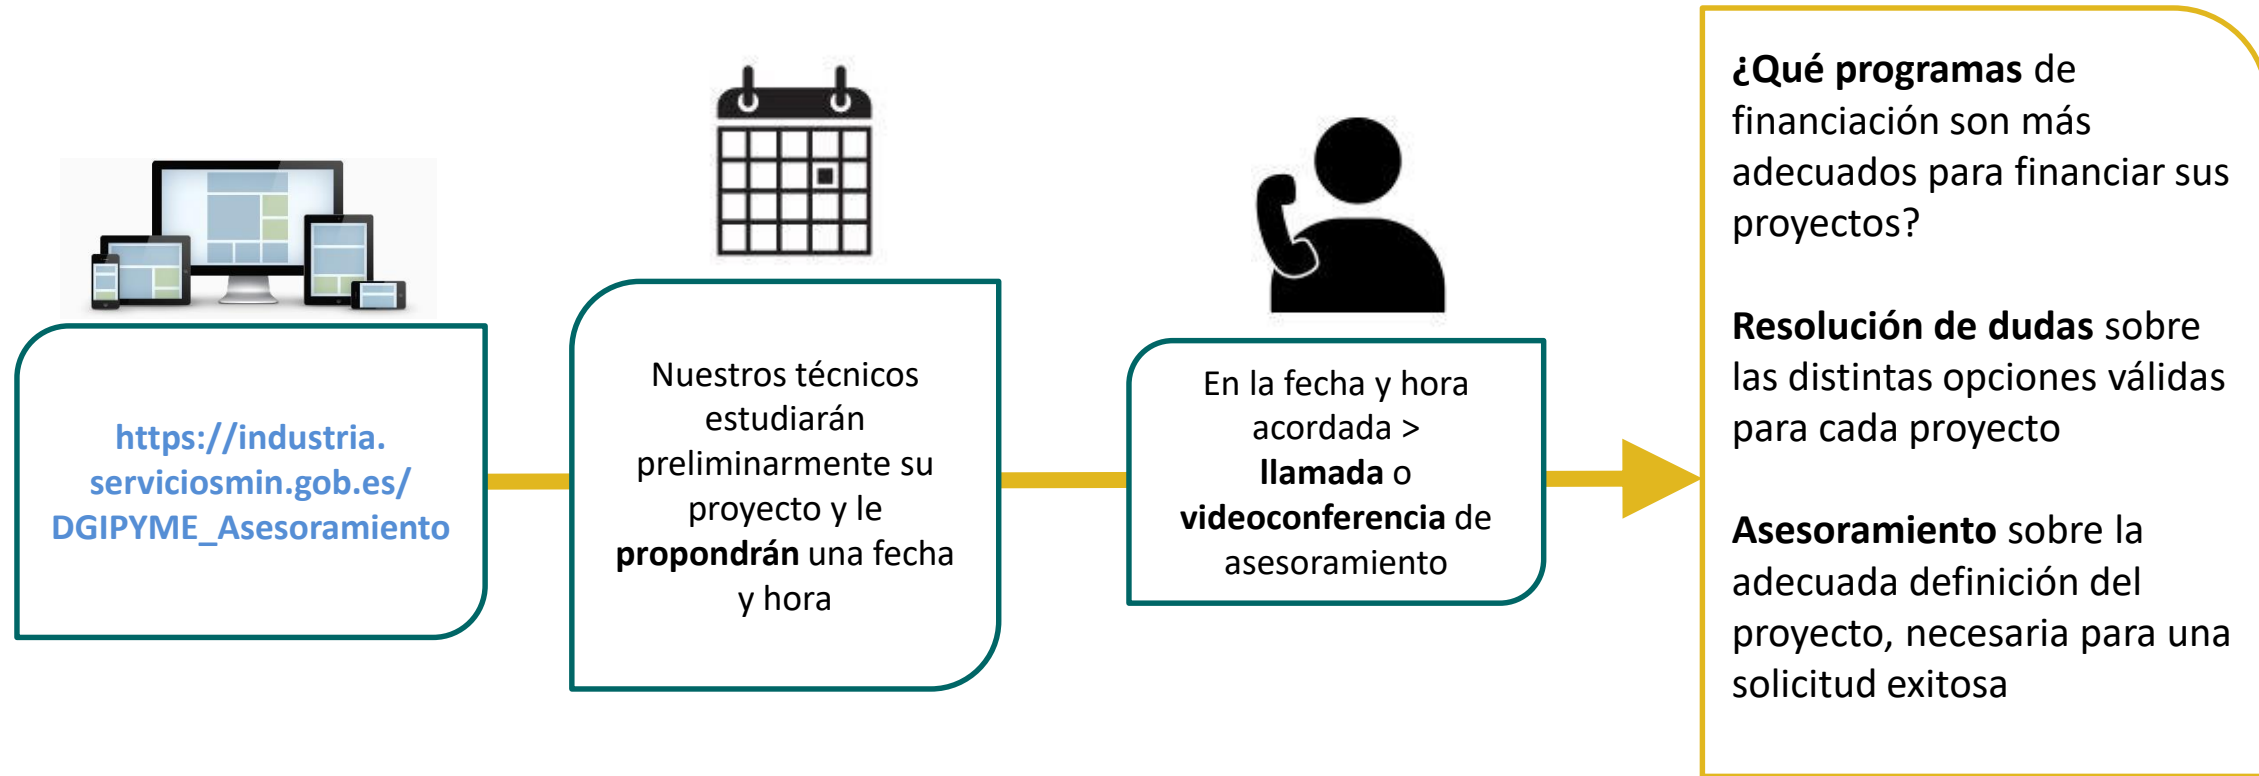 https://industria.
serviciosmin.gob.es/
DGIPYME_Asesoramiento
Nuestros técnicos
estudiarán
preliminarmente su
proyecto y le
propondrán una fecha
y hora
En la fecha y hora
acordada >
llamada o
videoconferencia de
asesoramiento
¿Qué programas de
financiación son más
adecuados para financiar sus
proyectos?
Resolución de dudas sobre
las distintas opciones válidas
para cada proyecto
Asesoramiento sobre la
adecuada definición del
proyecto, necesaria para una
solicitud exitosa